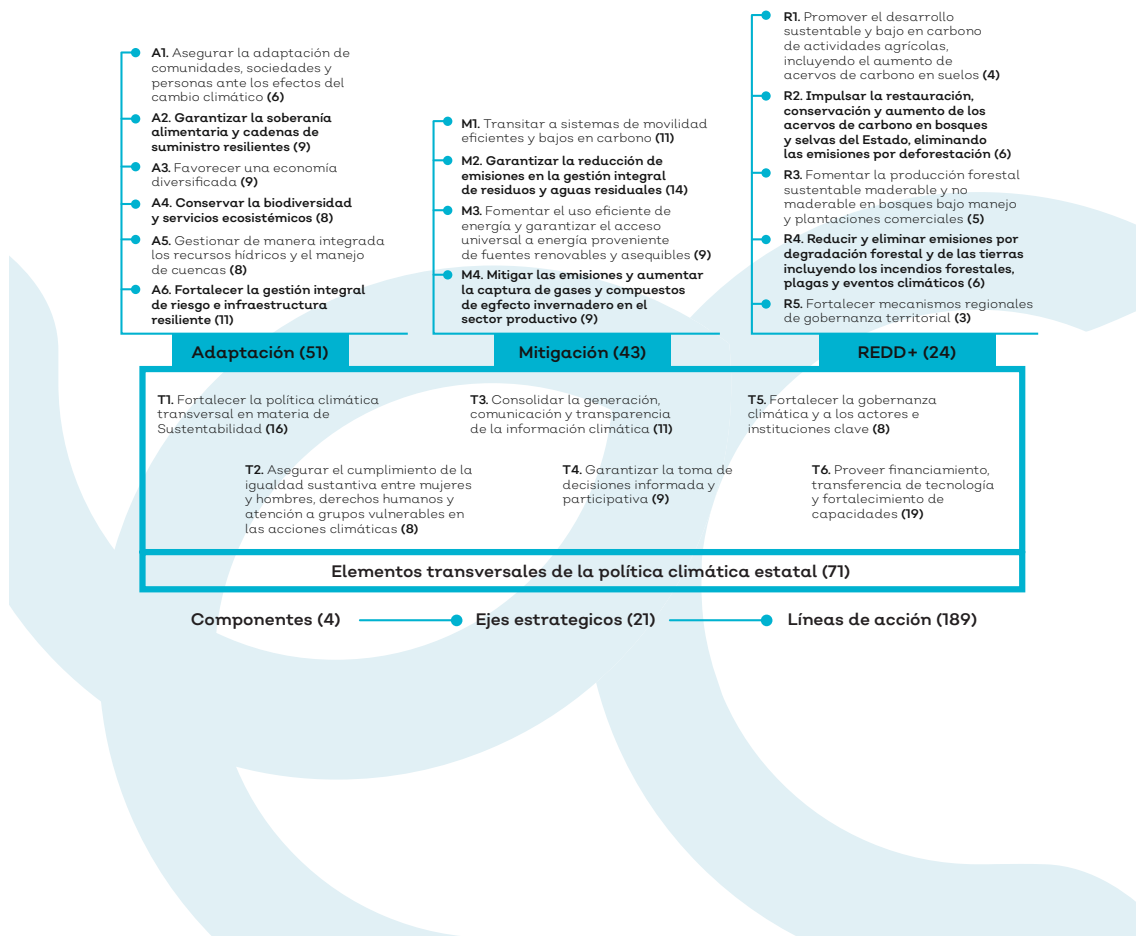 A1. Asegurar la adaptación de
comunidades, sociedades y
personas ante los efectos del
cambio climático (6)
A2. Garantizar la soberanía
alimentaria y cadenas de
suministro resilientes (9)
A3. Favorecer una economía
diversificada (9)
A4. Conservar la biodiversidad
y servicios ecosistémicos (8)
A5. Gestionar de manera integrada
los recursos hídricos y el manejo
de cuencas (8)
A6. Fortalecer la gestión integral
de riesgo e infraestructura
resiliente (11)
Adaptación (51)
M1. Transitar a sistemas de movilidad
eficientes y bajos en carbono (11)
M2. Garantizar la reducción de
emisiones en la gestión integral
de residuos y aguas residuales (14)
M3. Fomentar el uso eficiente de
energía y garantizar el acceso
universal a energía proveniente
de fuentes renovables y asequibles (9)
M4. Mitigar las emisiones y aumentar
la captura de gases y compuestos
de egfecto invernadero en el
sector productivo (9)
Mitigación (43)
R1. Promover el desarrollo
sustentable y bajo en carbono
de actividades agrícolas,
incluyendo el aumento de
acervos de carbono en suelos (4)
R2. Impulsar la restauración,
conservación y aumento de los
acervos de carbono en bosques
y selvas del Estado, eliminando
las emisiones por deforestación (6)
R3. Fomentar la producción forestal
sustentable maderable y no
maderable en bosques bajo manejo
y plantaciones comerciales (5)
R4. Reducir y eliminar emisiones por
degradación forestal y de las tierras
incluyendo los incendios forestales,
plagas y eventos climáticos (6)
R5. Fortalecer mecanismos regionales
de gobernanza territorial (3)
REDD+ (24)
T1. Fortalecer la política climática
transversal en materia de
Sustentabilidad (16)
T3. Consolidar la generación,
comunicación y transparencia
de la información climática (11)
T5. Fortalecer la gobernanza
climática y a los actores e
instituciones clave (8)
T2. Asegurar el cumplimiento de la
igualdad sustantiva entre mujeres
y hombres, derechos humanos y
atención a grupos vulnerables en
las acciones climáticas (8)
T4. Garantizar la toma de
decisiones informada y
participativa (9)
T6. Proveer financiamiento,
transferencia de tecnología
y fortalecimiento de
capacidades (19)
Elementos transversales de la política climática estatal (71)
Componentes (4)
Ejes estrategicos (21)
Líneas de acción (189)